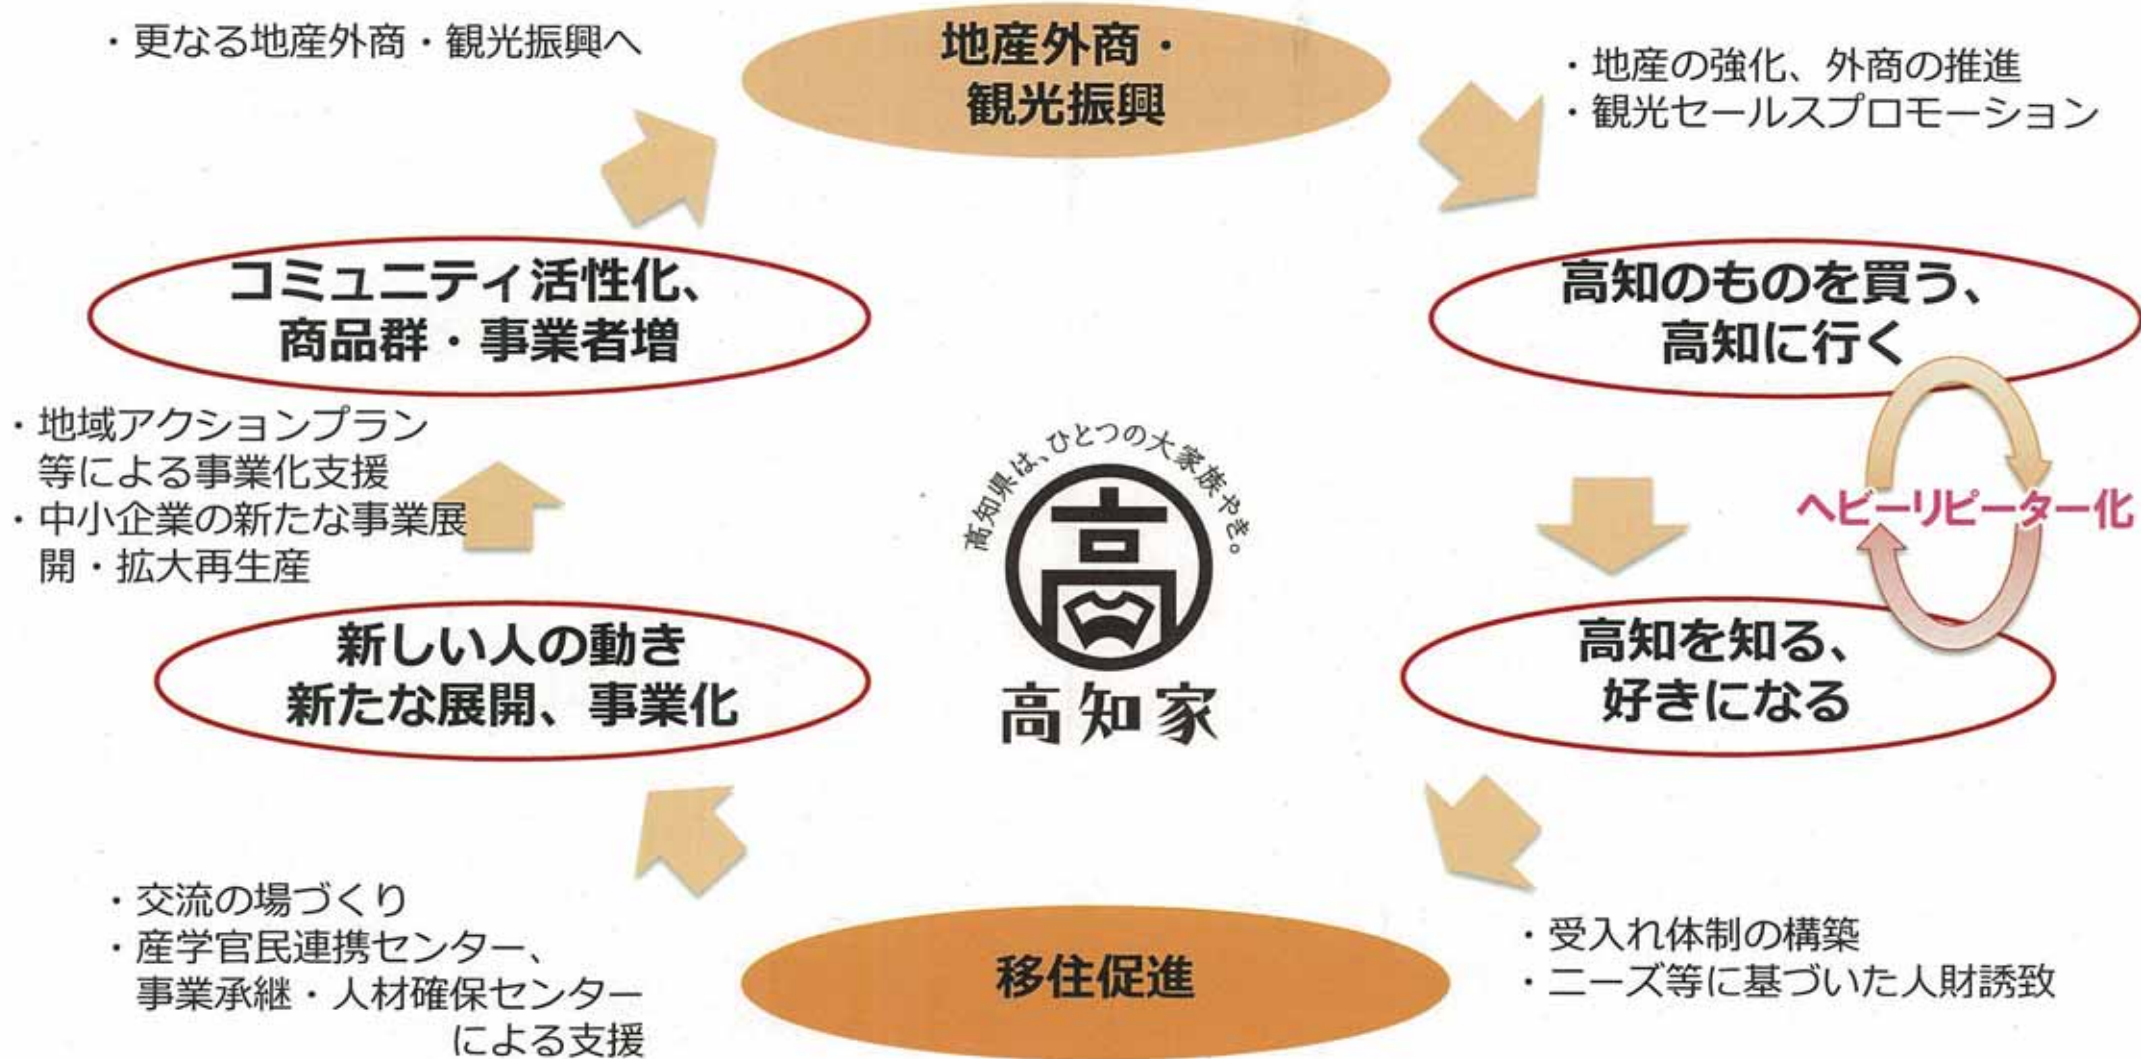 ・更なる地産外商・観光振興へ
地産外商・
観光振興
・地産の強化、外商の推進
・観光セールスプロモーション
コミュニティ活性化、
商品群・事業者増
高知のものを買う、
高知に行く
・地域アクションプラン
等による事業化支援
・中小企業の新たな事業展
開・拡大再生産
高知県は、ひとつの大家族やき。
高
高知家
ヘビーリピーター化
新しい人の動き
新たな展開、事業化
高知を知る、
好きになる
・交流の場づくり
・産学官民連携センター、
事業承継・人材確保センター
による支援
移住促進
・受入れ体制の構築
・ニーズ等に基づいた人財誘致